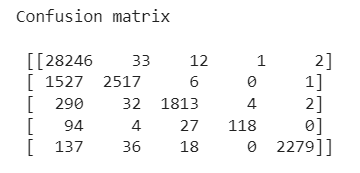 Confusion matrix
[[28246 33 12 1 2]
[ 1527 2517 6 0 1]
[ 290 32 1813 4 2]
[ 94 4 27 118 0]
[ 137 36 18 0 2279]]